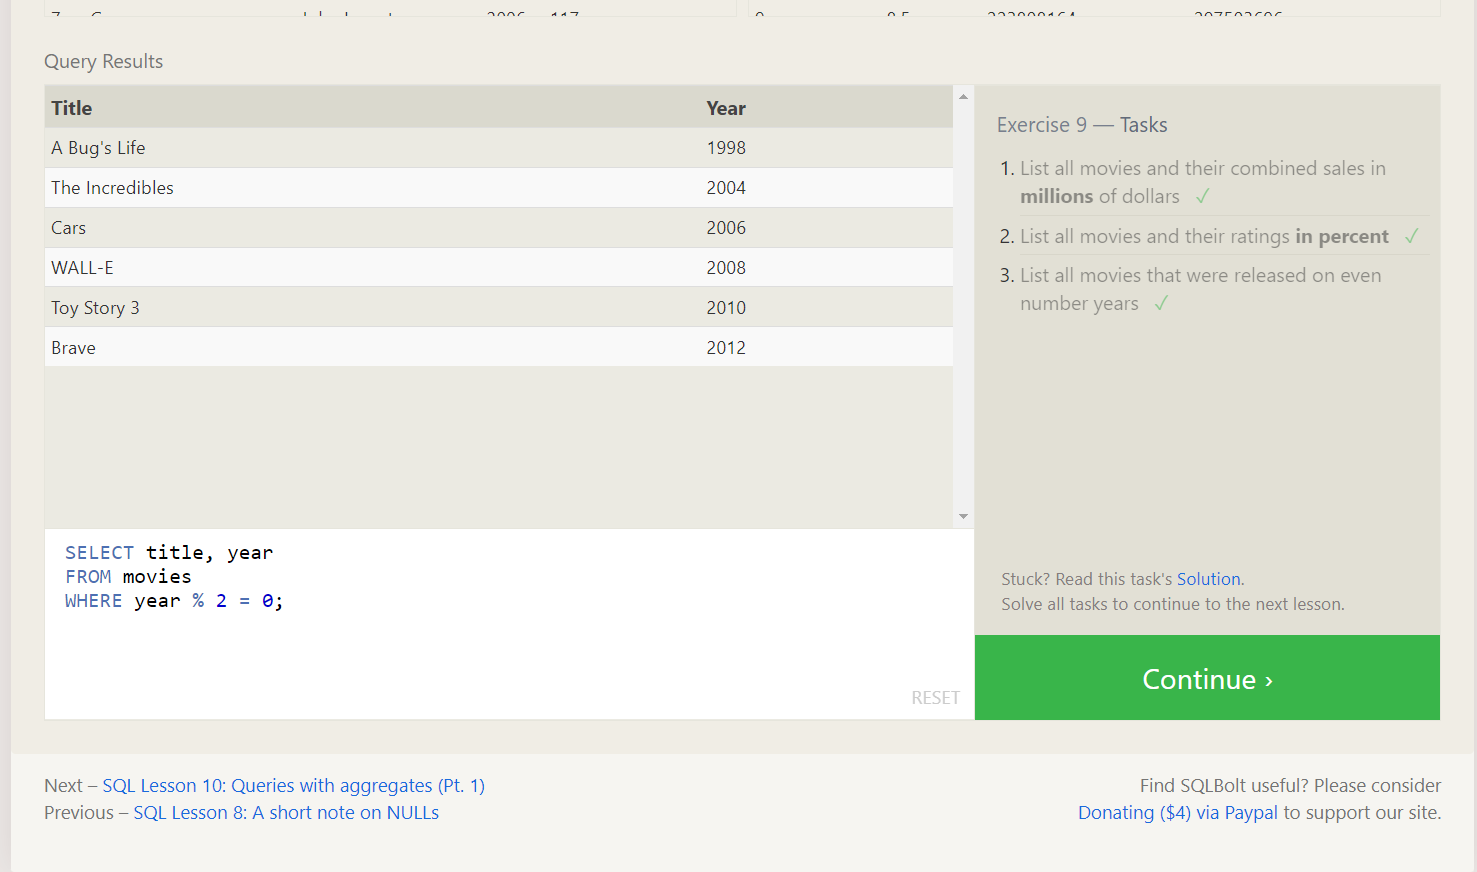 Query Results
Title Year
A Bug's Life 1998
The Incredibles 2004
Cars 2006
WALL-E 2008
Toy Story 3 2010
Brave 2012
SELECT title, year
FROM movies
WHERE year % 2 = 0;
RESET
Exercise 9 — Tasks
1. List all movies and their combined sales in
millions of dollars ✓
2. List all movies and their ratings in percent ✓
3. List all movies that were released on even
number years ✓
Stuck? Read this task's Solution.
Solve all tasks to continue to the next lesson.
Continue ›
Next – SQL Lesson 10: Queries with aggregates (Pt. 1)
Previous – SQL Lesson 8: A short note on NULLs
Find SQLBolt useful? Please consider
Donating ($4) via Paypal to support our site.